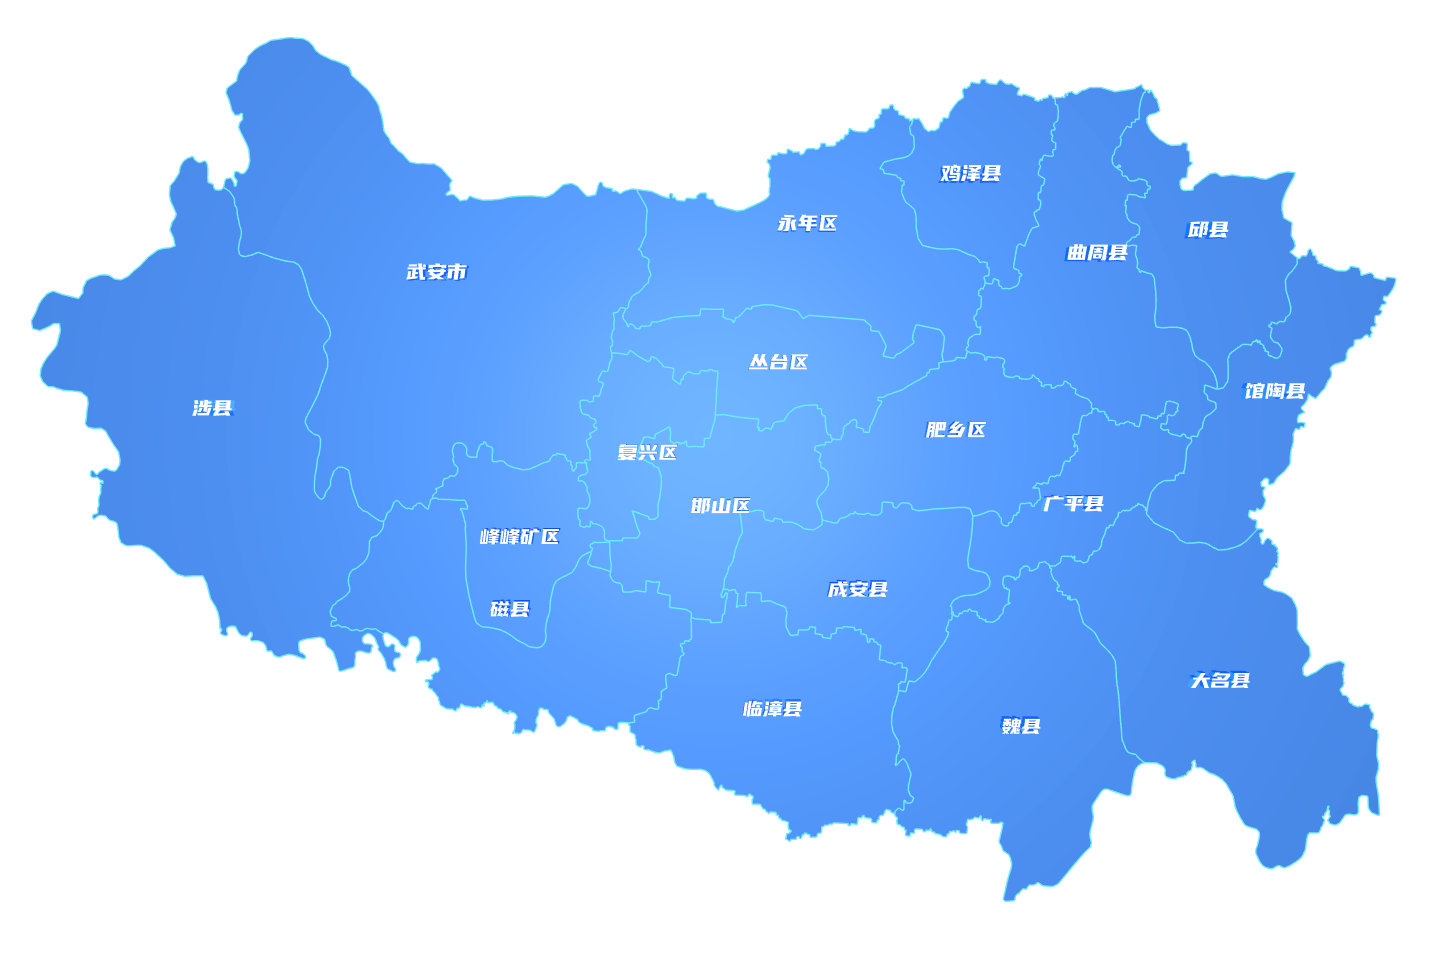 鸡泽县
永年区
邱县
曲周县
武安市
丛台区
馆陶县
涉县
肥乡区
复兴区
广平县
邯山区
峰峰矿区
成安县
磁县
大名县
临漳县
魏县